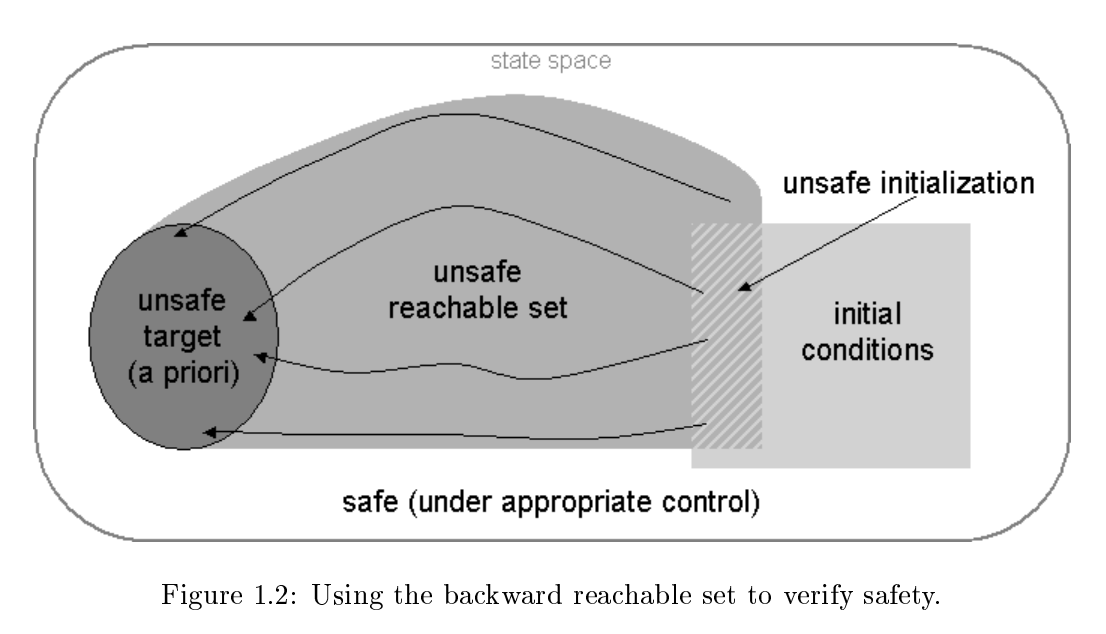 state space
unsafe initialization
unsafe
reachable set
unsafe
target
(a priori)
initial
conditions
safe (under appropriate control)
Figure 1.2: Using the backward reachable set to verify safety.